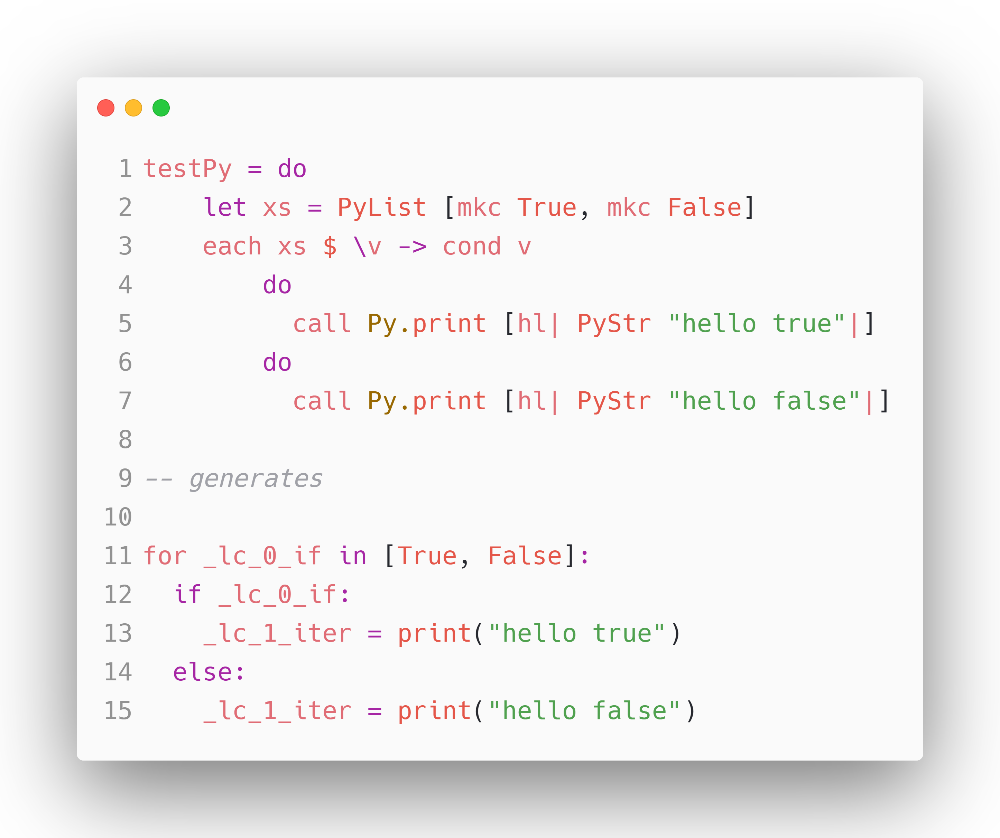 1 testPy = do
2     let xs = PyList [mkc True, mkc False]
3     each xs $ \v -> cond v
4         do
5           call Py.print [hl| PyStr "hello true"|]
6         do
7           call Py.print [hl| PyStr "hello false"|]
8
9 -- generates
10
11 for _lc_0_if in [True, False]:
12   if _lc_0_if:
13     _lc_1_iter = print("hello true")
14   else:
15     _lc_1_iter = print("hello false")